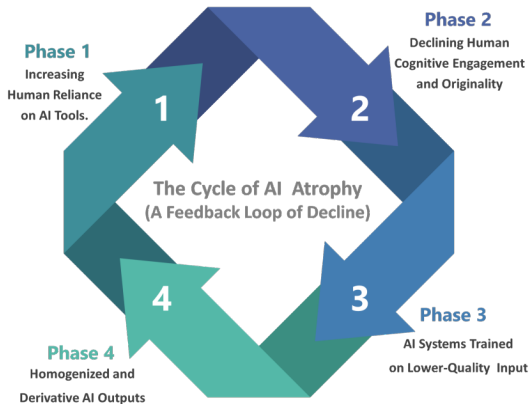 Phase 1
Increasing
Human Reliance
on AI Tools.
1
Phase 2
Declining Human
Cognitive Engagement
and Originality
2
The Cycle of AI Atrophy
(A Feedback Loop of Decline)
3
Phase 3
AI Systems Trained
on Lower-Quality Input
4
Phase 4
Homogenized and
Derivative AI Outputs